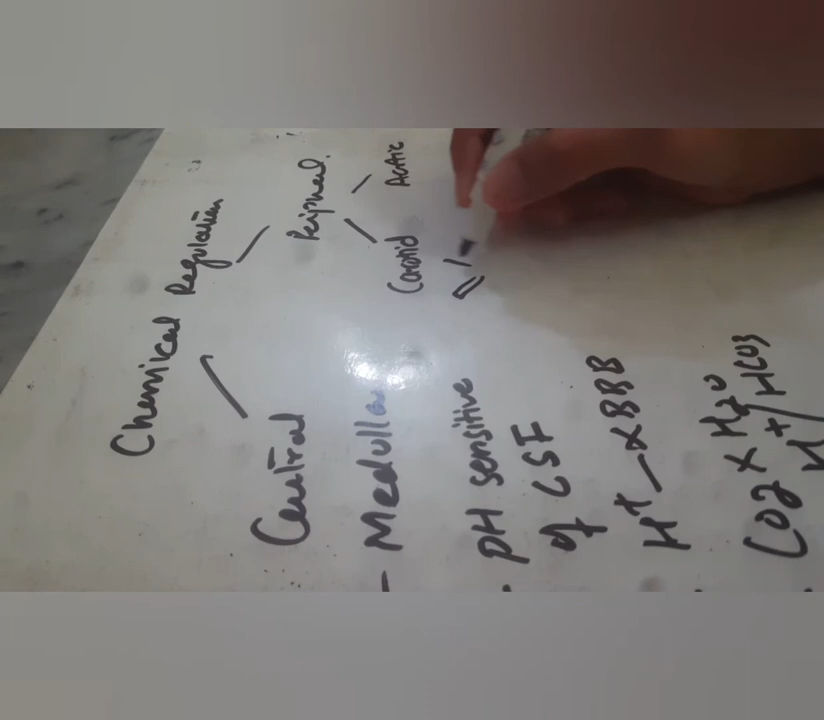 Chemical Regulation
Central
Peripheral
Carotid
Aortic
- Medulla
. pH sensitive
of CSF
H+ — x BBB
. CO2 x H2O
H+/HCO3